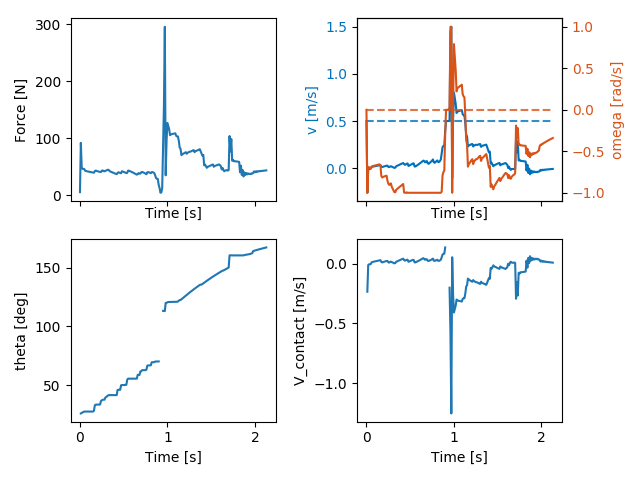 300
200
100
0
Force [N]
Time [s]
1.5
1.0
0.5
0.0
v [m/s]
1.0
0.5
0.0
−0.5
−1.0
omega [rad/s]
Time [s]
150
100
50
theta [deg]
0
1
2
Time [s]
0.0
−0.5
−1.0
V_contact [m/s]
0
1
2
Time [s]